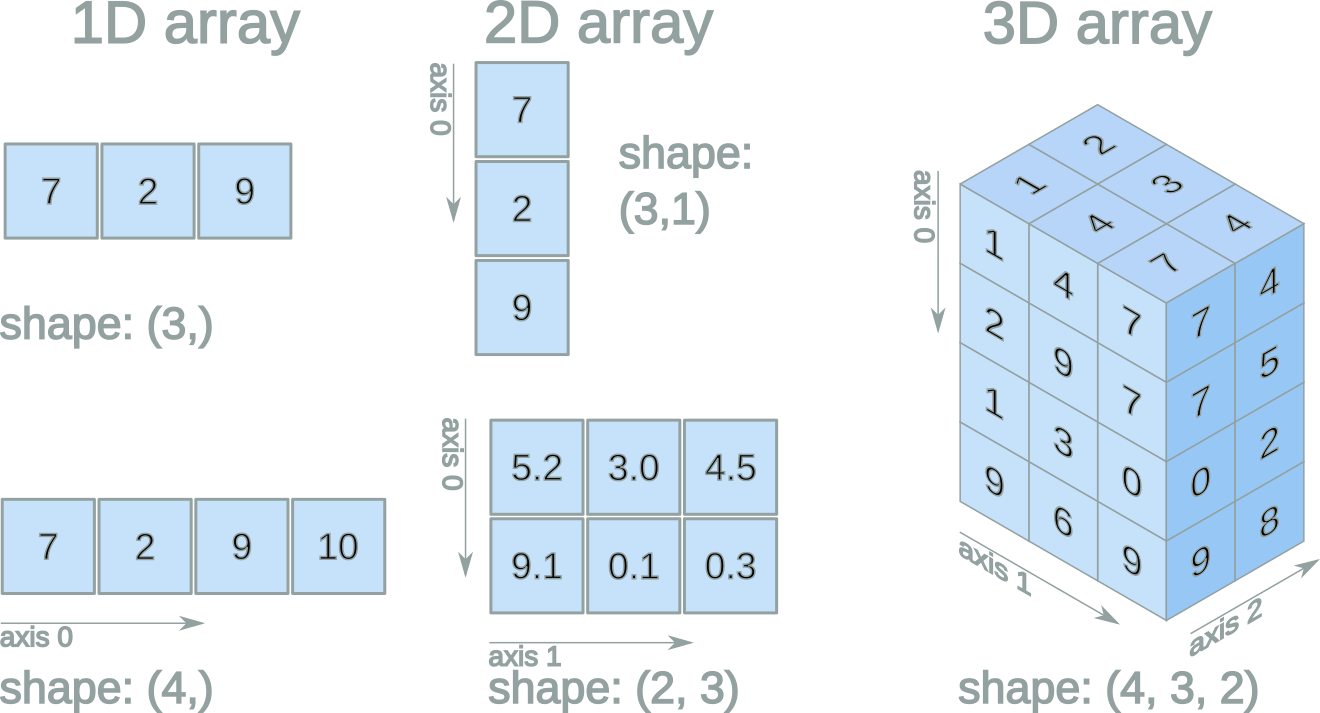 1D array
7 2 9
shape: (3,)
7 2 9 10
axis 0
shape: (4,)
2D array
axis 0
7
2
9
shape:
(3,1)
axis 0
5.2 3.0 4.5
9.1 0.1 0.3
axis 1
shape: (2, 3)
3D array
axis 0
2
1 3
4 4
7
1 4 7
2 9 7
1 3 0
9 6 9
7 4
7 5
0 2
9 8
axis 1
axis 2
shape: (4, 3, 2)